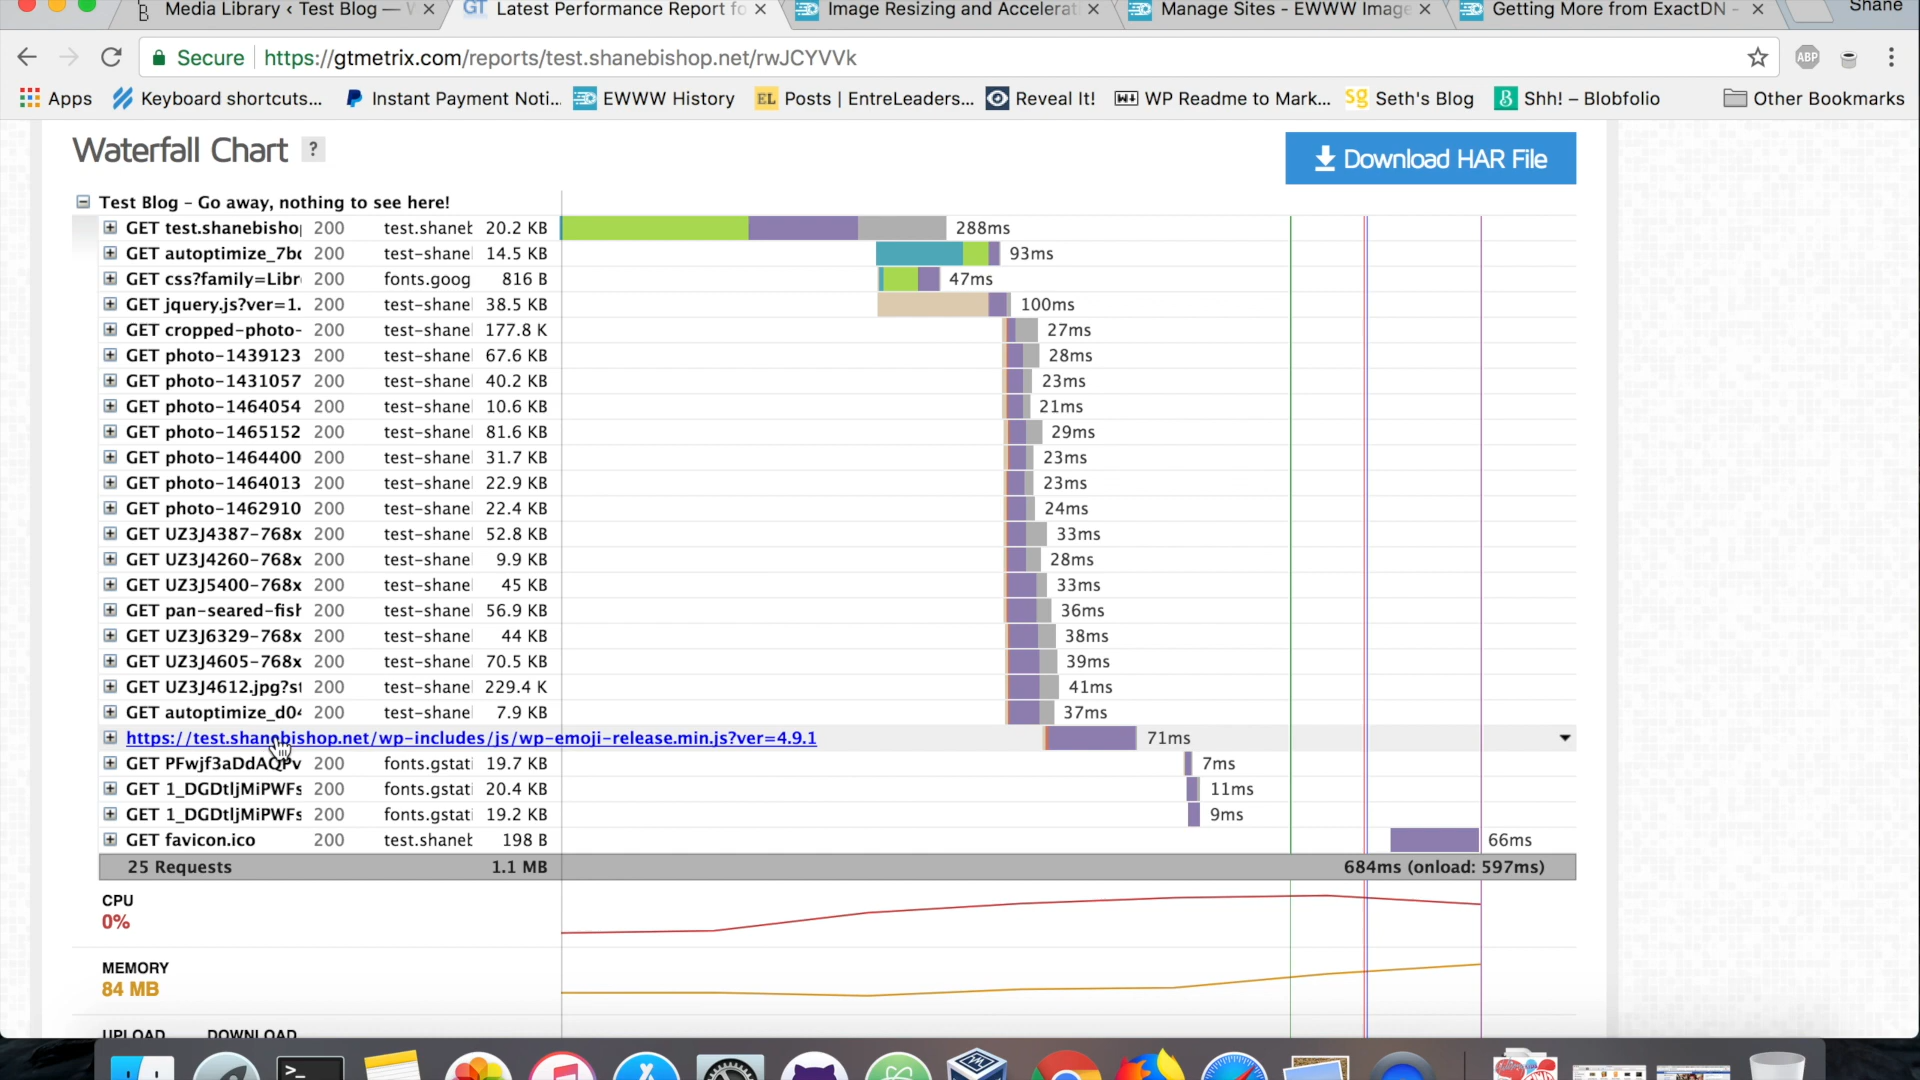 Media Library ‹ Test Blog —
Latest Performance Report fo
Image Resizing and Accelerat
Manage Sites - EWWW Image
Getting More from ExactDN -
Shane
Secure
https://gtmetrix.com/reports/test.shanebishop.net/rwJCYVVk
ABP
Apps
Keyboard shortcuts...
Instant Payment Noti...
EWWW History
EL Posts | EntreLeaders...
Reveal It!
WP Readme to Mark...
sg Seth's Blog
Shh! – Blobfolio
Other Bookmarks
Waterfall Chart ?
Download HAR File
Test Blog – Go away, nothing to see here!
GET test.shanebishop 200 test.shaneb 20.2 KB 288ms
GET autoptimize_7bc 200 test-shane 14.5 KB 93ms
GET css?family=Libr 200 fonts.goog 816 B 47ms
GET jquery.js?ver=1. 200 test-shane 38.5 KB 100ms
GET cropped-photo- 200 test-shane 177.8 K 27ms
GET photo-1439123 200 test-shane 67.6 KB 28ms
GET photo-1431057 200 test-shane 40.2 KB 23ms
GET photo-1464054 200 test-shane 10.6 KB 21ms
GET photo-1465152 200 test-shane 81.6 KB 29ms
GET photo-1464400 200 test-shane 31.7 KB 23ms
GET photo-1464013 200 test-shane 22.9 KB 23ms
GET photo-1462910 200 test-shane 22.4 KB 24ms
GET UZ3J4387-768x 200 test-shane 52.8 KB 33ms
GET UZ3J4260-768x 200 test-shane 9.9 KB 28ms
GET UZ3J5400-768x 200 test-shane 45 KB 33ms
GET pan-seared-fish 200 test-shane 56.9 KB 36ms
GET UZ3J6329-768x 200 test-shane 44 KB 38ms
GET UZ3J4605-768x 200 test-shane 70.5 KB 39ms
GET UZ3J4612.jpg?st 200 test-shane 229.4 K 41ms
GET autoptimize_d04 200 test-shane 7.9 KB 37ms
https://test.shanebishop.net/wp-includes/js/wp-emoji-release.min.js?ver=4.9.1 71ms
GET PFwjf3aDdAQPv 200 fonts.gstati 19.7 KB 7ms
GET 1_DGDtljMiPWFs 200 fonts.gstati 20.4 KB 11ms
GET 1_DGDtljMiPWFs 200 fonts.gstati 19.2 KB 9ms
GET favicon.ico 200 test.shaneb 198 B 66ms
25 Requests 1.1 MB 684ms (onload: 597ms)
CPU
0%
MEMORY
84 MB
UPLOAD DOWNLOAD